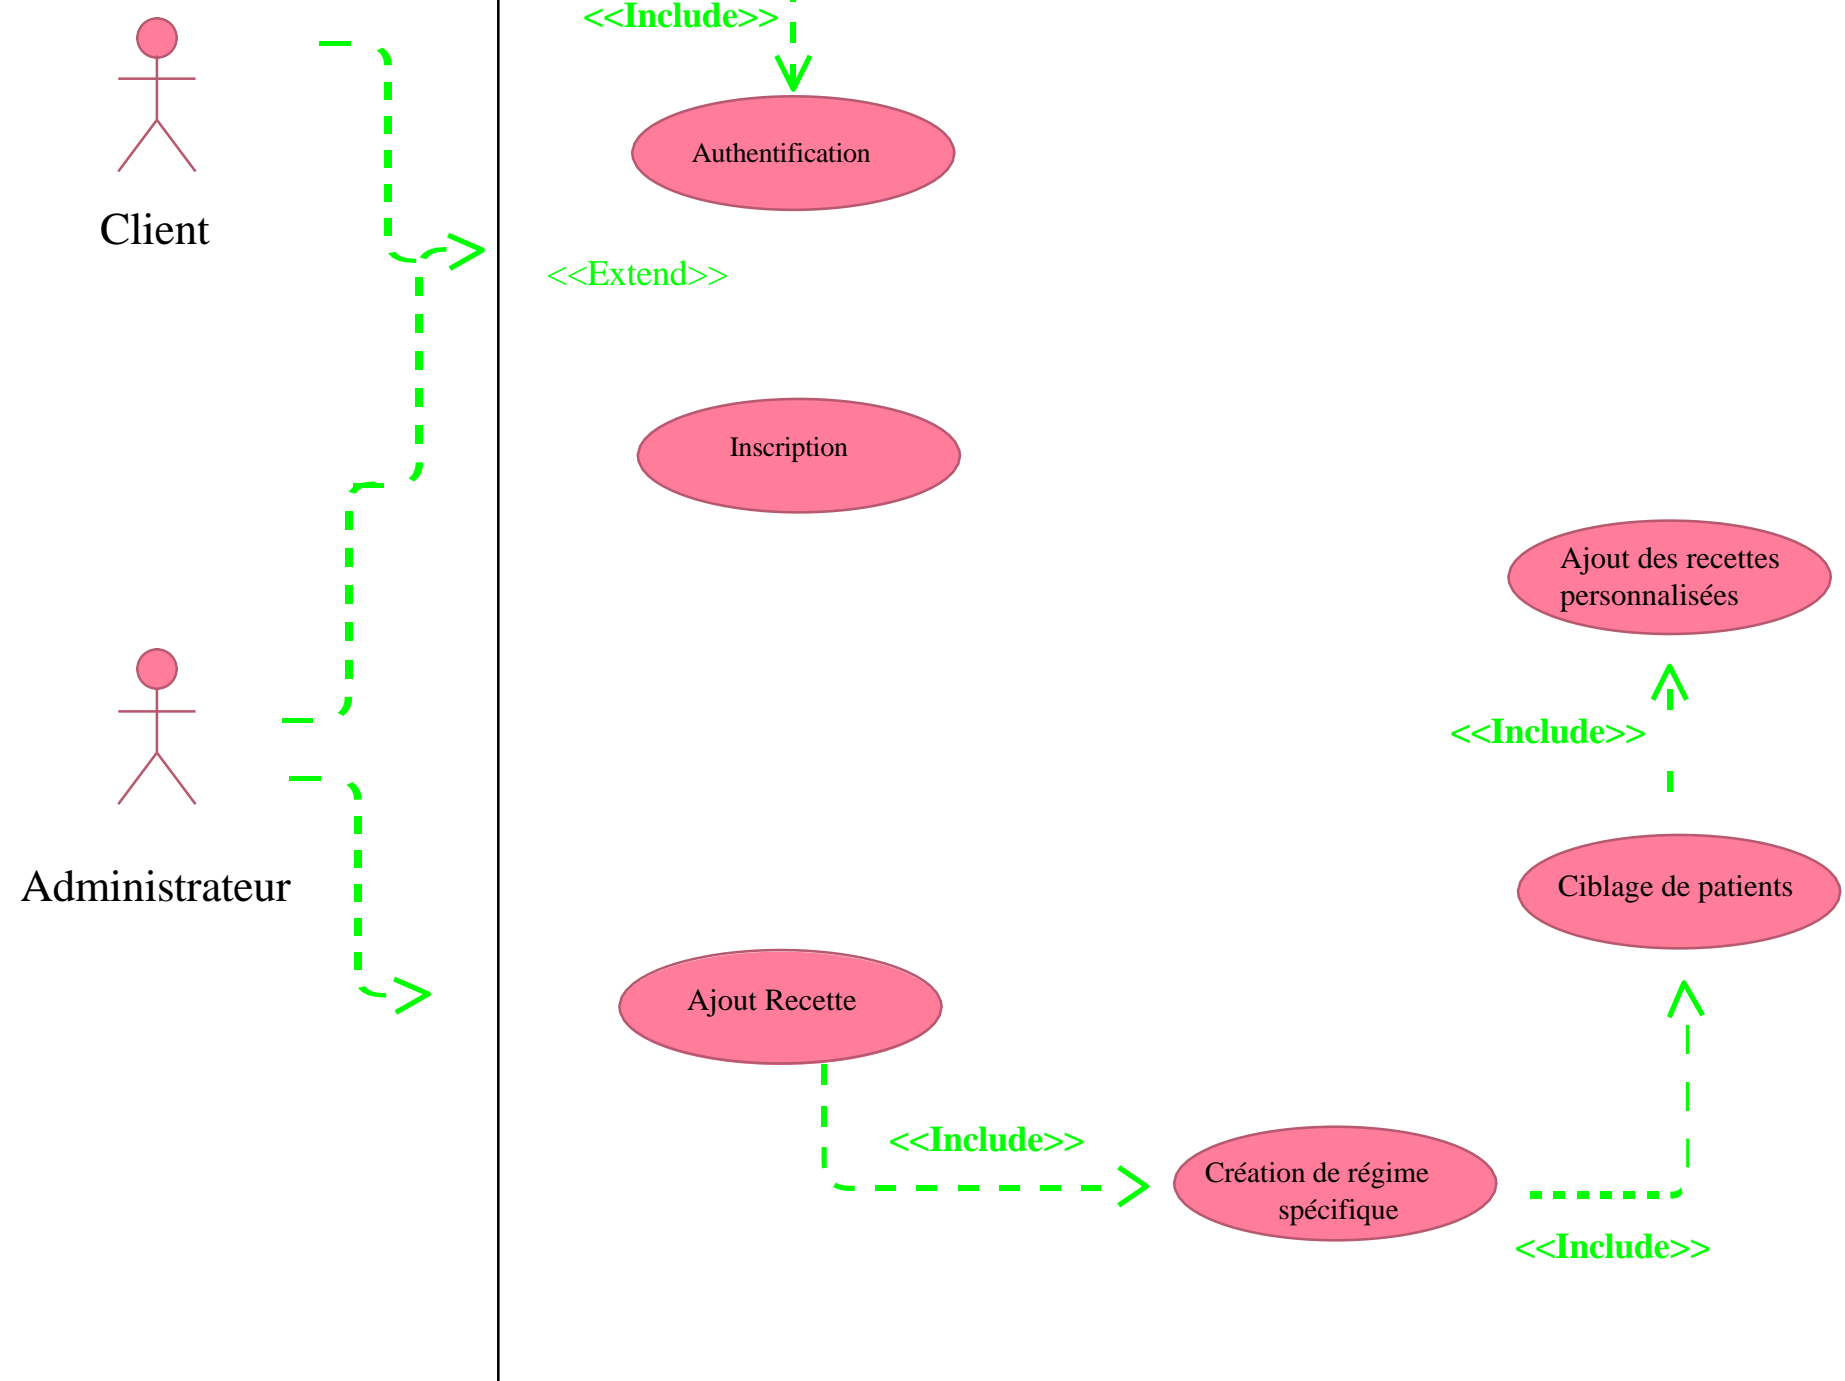 <<Include>>
Authentification
Client
<<Extend>>
Inscription
Ajout des recettes
personnalisées
<<Include>>
Administrateur
Ciblage de patients
Ajout Recette
<<Include>>
Création de régime
spécifique
<<Include>>